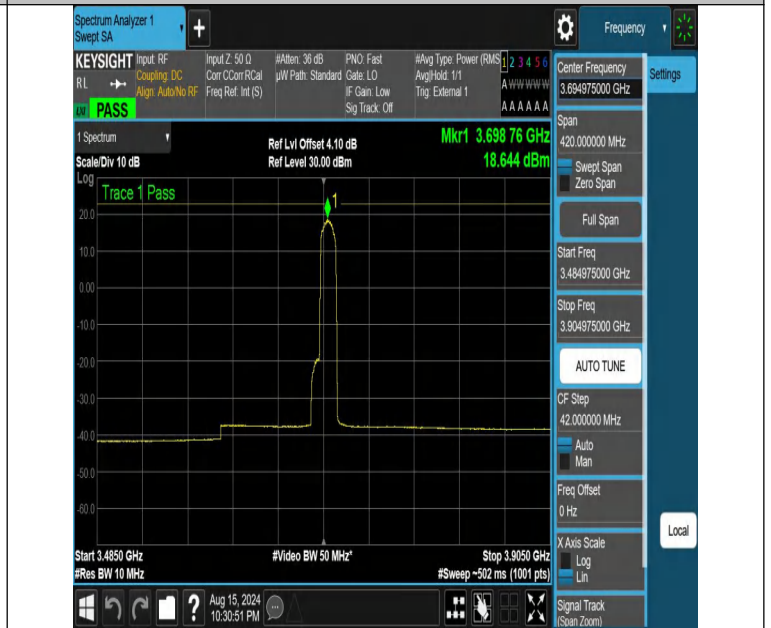 Spectrum Analyzer 1
Swept SA
+
Frequency
KEYSIGHT
RL
PASS
Input: RF
Coupling: DC
Align: Auto/No RF
Input Z: 50 Ω
Corr CCorr RCal
Freq Ref: Int (S)
#Atten: 36 dB
µW Path: Standard
PNO: Fast
Gate: LO
IF Gain: Low
Sig Track: Off
#Avg Type: Power (RMS
Avg|Hold: 1/1
Trig: External 1
1 2 3 4 5 6
A W W W W W
A A A A A A
1 Spectrum
Scale/Div 10 dB
Ref Lvl Offset 4.10 dB
Ref Level 30.00 dBm
Mkr1 3.698 76 GHz
18.644 dBm
Log
Trace 1 Pass
1
20.0
10.0
0.00
-10.0
-20.0
-30.0
-40.0
-50.0
-60.0
Start 3.4850 GHz
#Res BW 10 MHz
#Video BW 50 MHz*
Stop 3.9050 GHz
#Sweep ~502 ms (1001 pts)
Center Frequency
3.694975000 GHz
Settings
Span
420.000000 MHz
Swept Span
Zero Span
Full Span
Start Freq
3.484975000 GHz
Stop Freq
3.904975000 GHz
AUTO TUNE
CF Step
42.000000 MHz
Auto
Man
Freq Offset
0 Hz
X Axis Scale
Log
Lin
Local
Signal Track
(Span Zoom)
?
Aug 15, 2024
10:30:51 PM